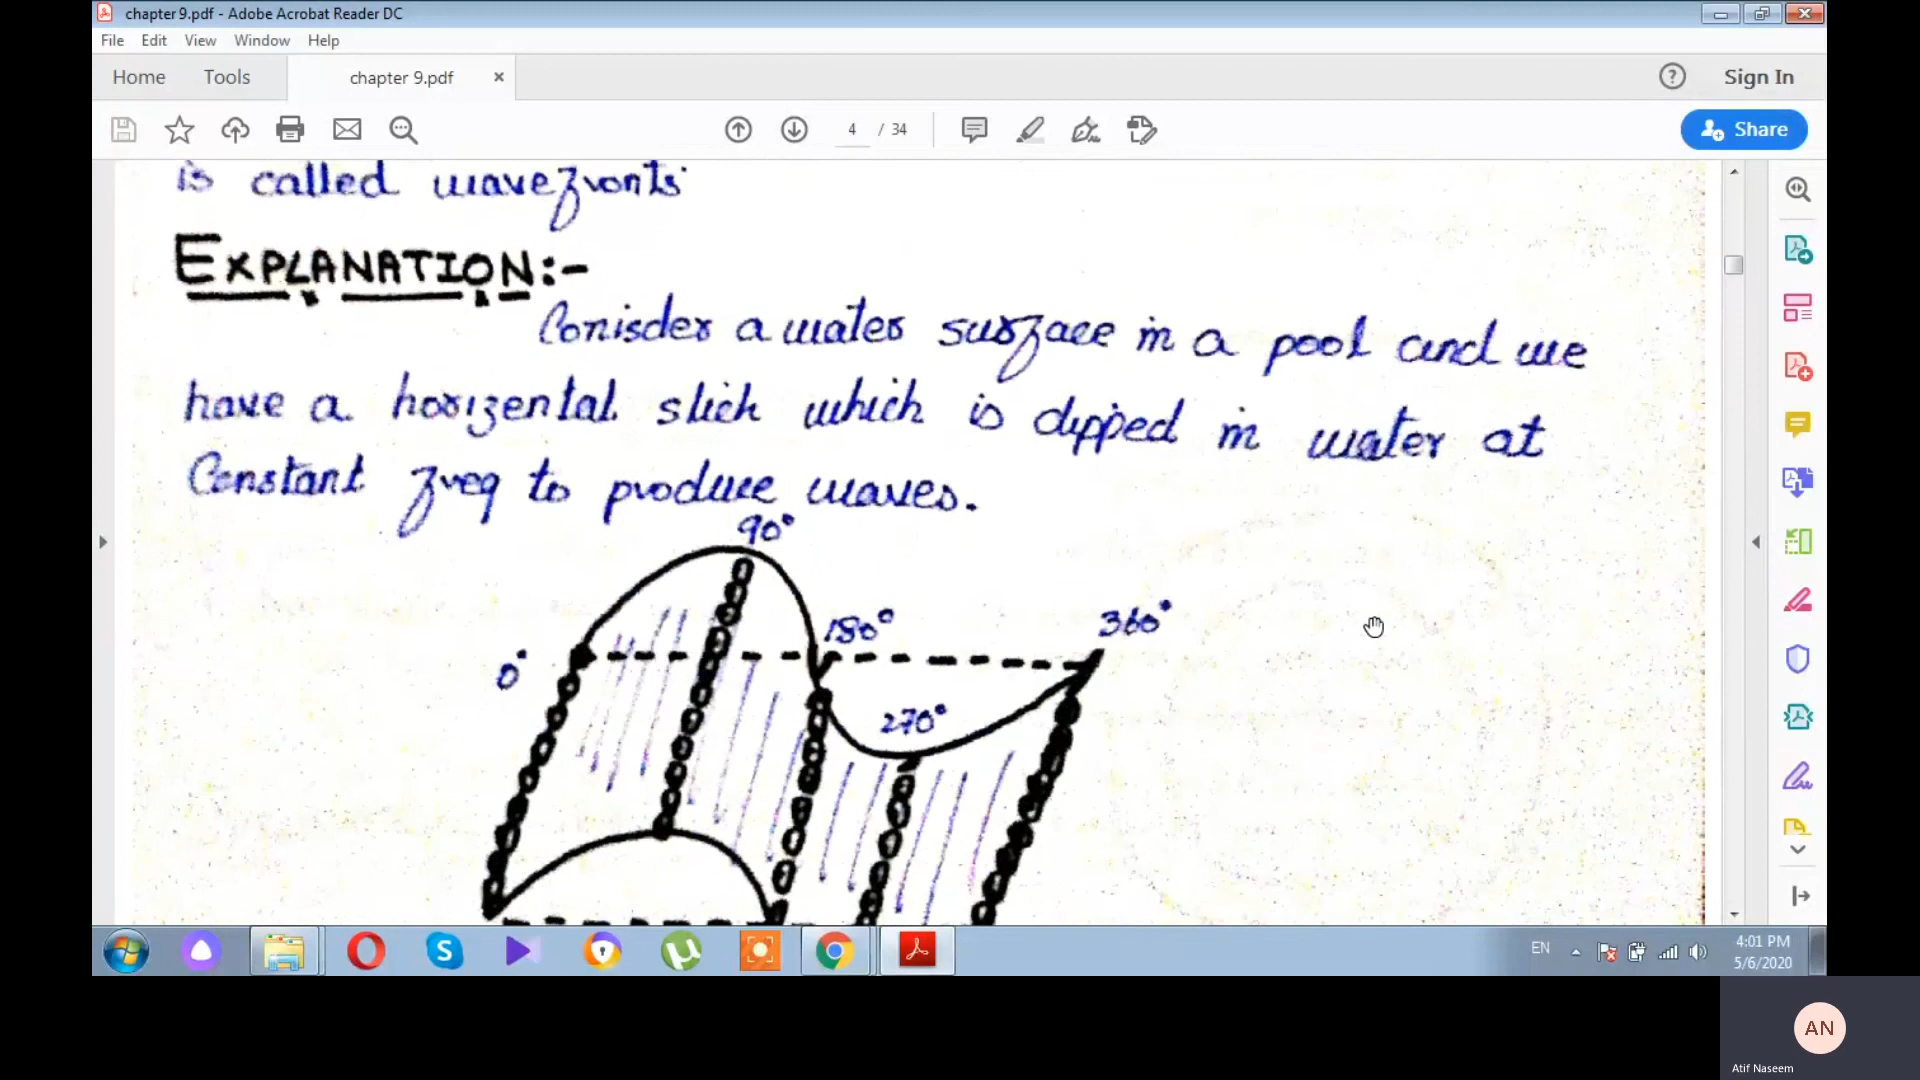 chapter 9.pdf - Adobe Acrobat Reader DC
File Edit View Window Help
Home Tools chapter 9.pdf × Sign In
4 / 34 Share
is called wavefronts
EXPLANATION:-
Conisder a water surface in a pool and we
have a horizental stick which is dipped in water at
Constant freq to produce waves.
90°
180° 360°
0°
270°
EN 4:01 PM
5/6/2020
AN
Atif Naseem